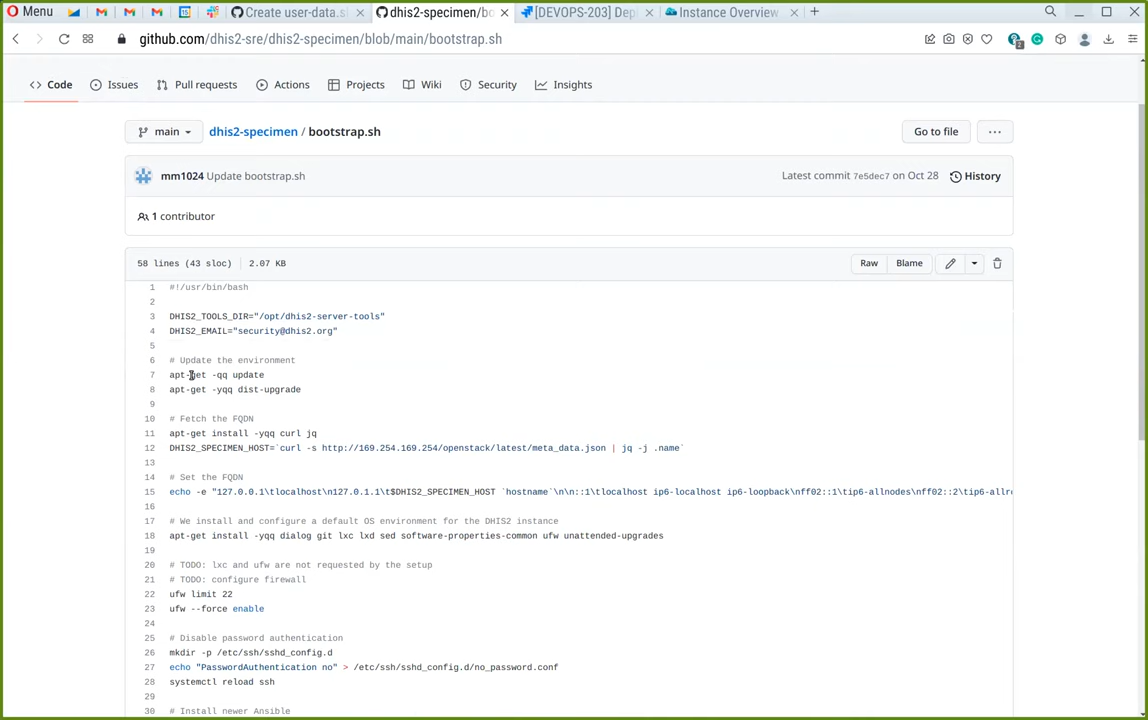 Menu
Create user-data.s
dhis2-specimen/bo
[DEVOPS-203] Dep
Instance Overview
github.com/dhis2-sre/dhis2-specimen/blob/main/bootstrap.sh
2
Code Issues Pull requests Actions Projects Wiki Security Insights
main dhis2-specimen / bootstrap.sh Go to file ...
mm1024 Update bootstrap.sh Latest commit 7e5dec7 on Oct 28 History
1 contributor
58 lines (43 sloc) 2.07 KB Raw Blame
1 #!/usr/bin/bash
2
3 DHIS2_TOOLS_DIR="/opt/dhis2-server-tools"
4 DHIS2_EMAIL="security@dhis2.org"
5
6 # Update the environment
7 apt-get -qq update
8 apt-get -yqq dist-upgrade
9
10 # Fetch the FQDN
11 apt-get install -yqq curl jq
12 DHIS2_SPECIMEN_HOST=`curl -s http://169.254.169.254/openstack/latest/meta_data.json | jq -j .name`
13
14 # Set the FQDN
15 echo -e "127.0.0.1\tlocalhost\n127.0.1.1\t$DHIS2_SPECIMEN_HOST `hostname`\n\n::1\tlocalhost ip6-localhost ip6-loopback\nff02::1\tip6-allnodes\nff02::2\tip6-allro
16
17 # We install and configure a default OS environment for the DHIS2 instance
18 apt-get install -yqq dialog git lxc lxd sed software-properties-common ufw unattended-upgrades
19
20 # TODO: lxc and ufw are not requested by the setup
21 # TODO: configure firewall
22 ufw limit 22
23 ufw --force enable
24
25 # Disable password authentication
26 mkdir -p /etc/ssh/sshd_config.d
27 echo "PasswordAuthentication no" > /etc/ssh/sshd_config.d/no_password.conf
28 systemctl reload ssh
29
30 # Install newer Ansible